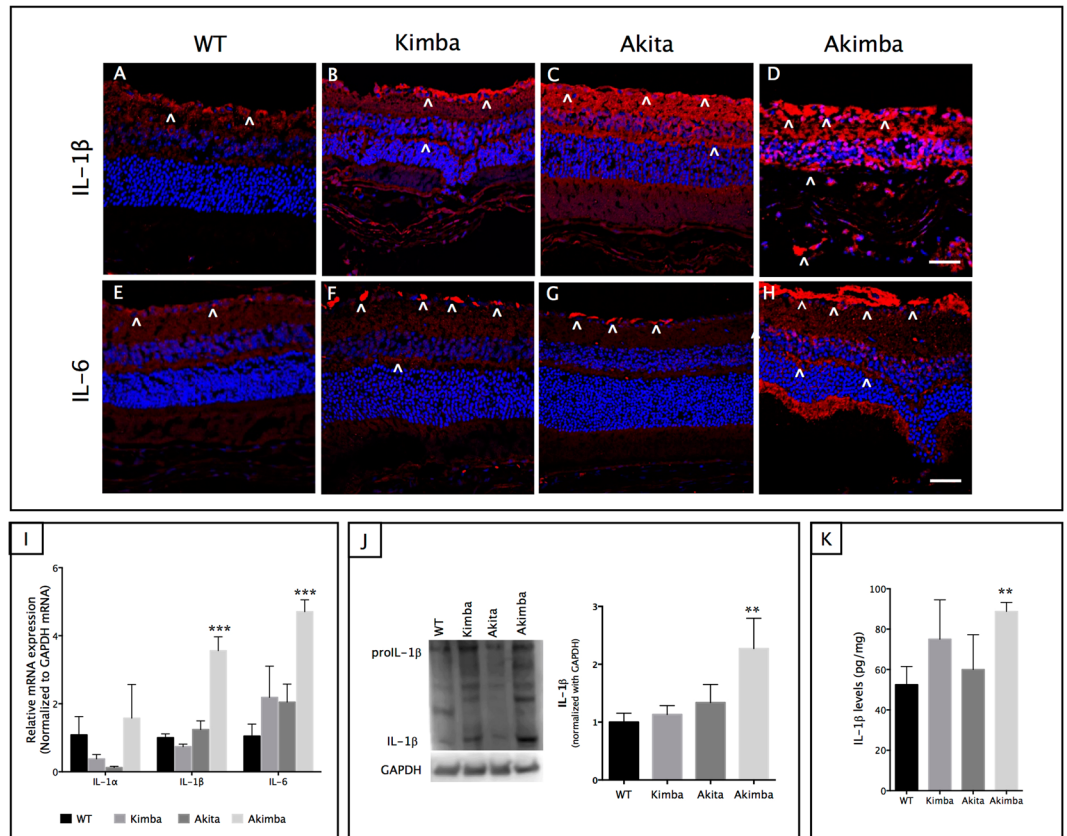 WT Kimba Akita Akimba
IL-1β
A B C D
^ ^ ^ ^ ^ ^ ^ ^ ^ ^ ^ ^ ^ ^
IL-6
E F G H
^ ^ ^ ^ ^ ^ ^ ^ ^ ^ ^ ^ ^ ^ ^ ^ ^
I
Relative mRNA expression
(Normalized to GAPDH mRNA)
6
4
2
0
*** ***
IL-1α IL-1β IL-6
WT Kimba Akita Akimba
J
WT Kimba Akita Akimba
proIL-1β
IL-1β
GAPDH
IL-1β
(normalized with GAPDH)
3
2
1
0
**
WT Kimba Akita Akimba
K
IL-1β levels (pg/mg)
100
80
60
40
20
0
**
WT Kimba Akita Akimba